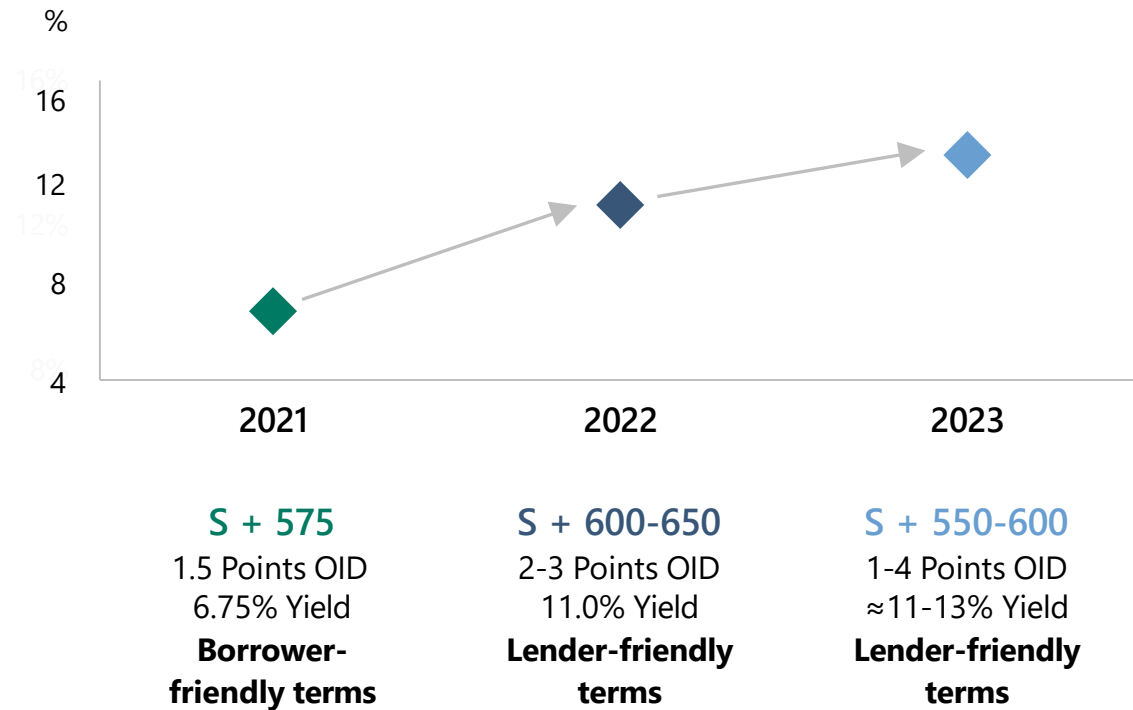 %
16%
16
12
12%
8
8%
4
2021 2022 2023
S + 575 S + 600-650 S + 550-600
1.5 Points OID 2-3 Points OID 1-4 Points OID
6.75% Yield 11.0% Yield ≈11-13% Yield
Borrower- Lender-friendly Lender-friendly
friendly terms terms terms